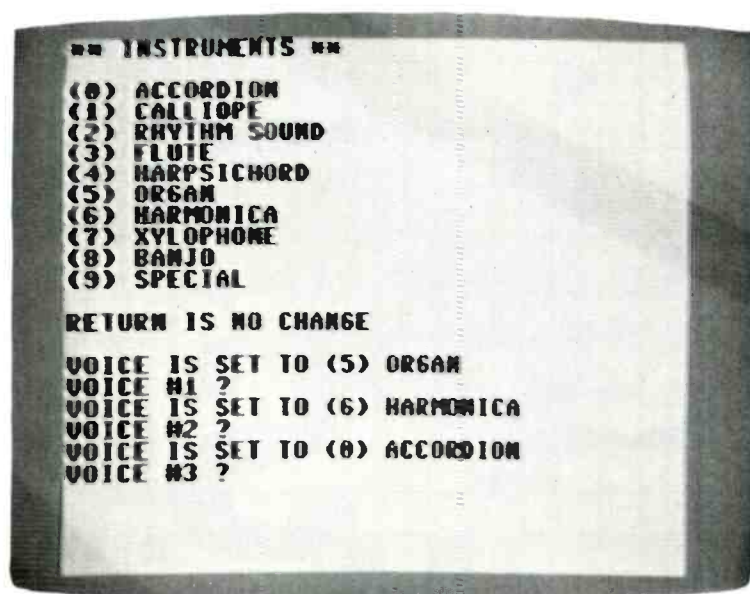 ** INSTRUMENTS **
(0) ACCORDION
(1) CALLIOPE
(2) RHYTHM SOUND
(3) FLUTE
(4) HARPSICHORD
(5) ORGAN
(6) HARMONICA
(7) XYLOPHONE
(8) BANJO
(9) SPECIAL
RETURN IS NO CHANGE
VOICE IS SET TO (5) ORGAN
VOICE #1 ?
VOICE IS SET TO (6) HARMONICA
VOICE #2 ?
VOICE IS SET TO (0) ACCORDION
VOICE #3 ?